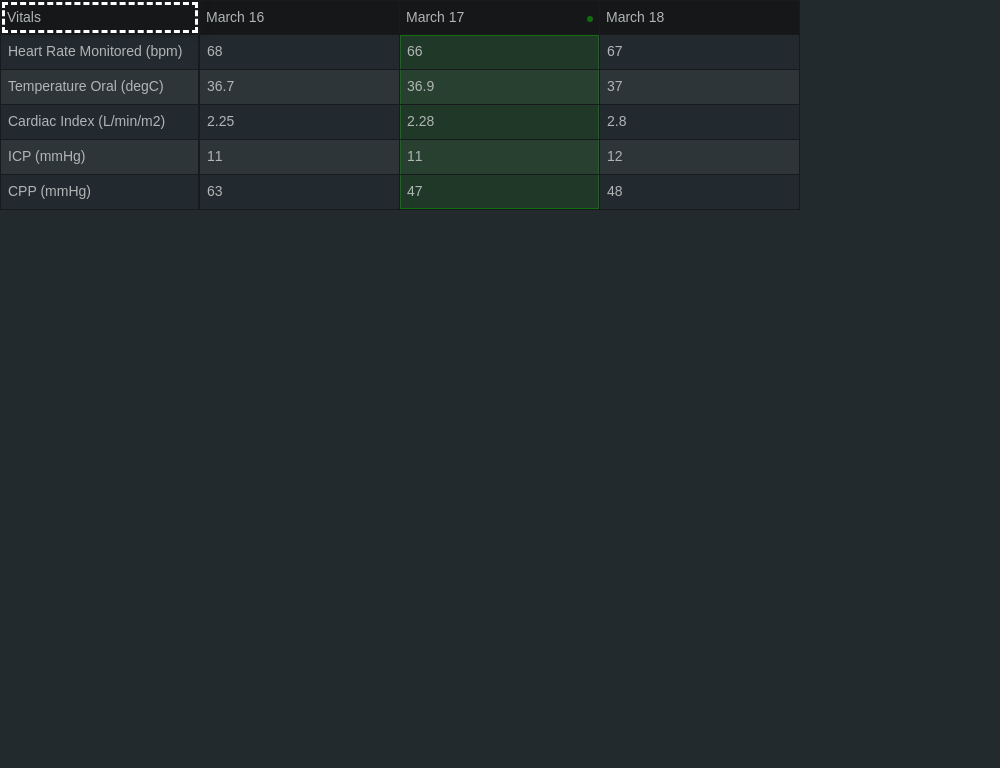 Vitals March 16 March 17 March 18
Heart Rate Monitored (bpm) 68 66 67
Temperature Oral (degC) 36.7 36.9 37
Cardiac Index (L/min/m2) 2.25 2.28 2.8
ICP (mmHg) 11 11 12
CPP (mmHg) 63 47 48